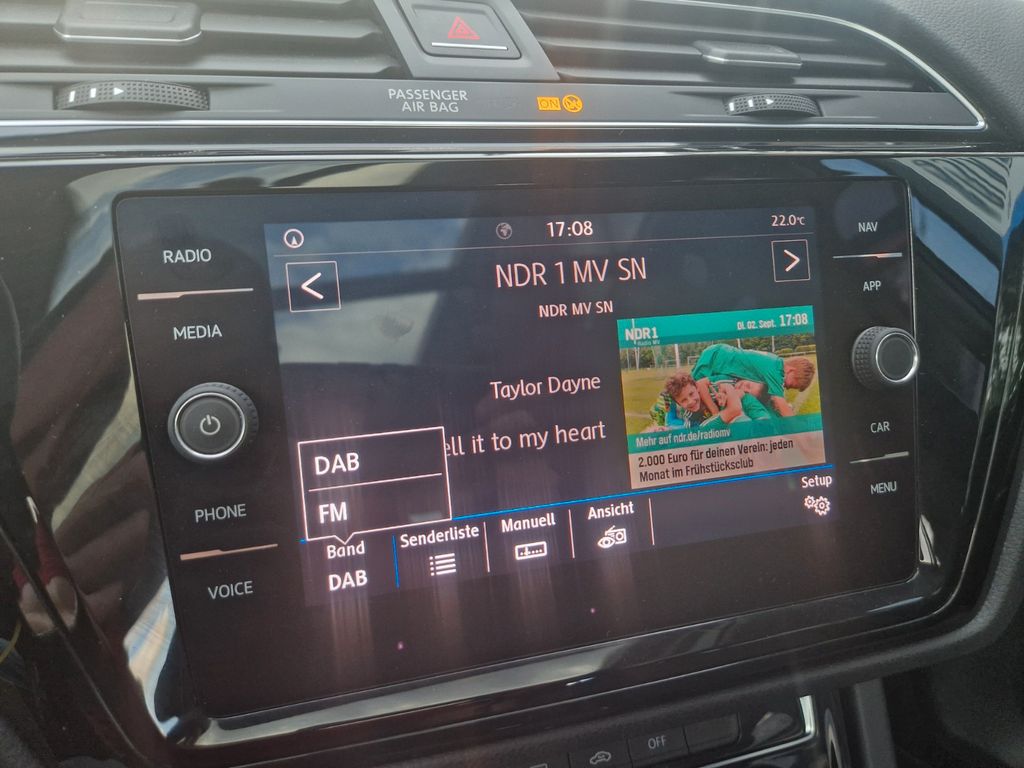 PASSENGER
AIR BAG
ON
RADIO
MEDIA
PHONE
VOICE
17:08
22.0°C
<
NDR 1 MV SN
>
NDR MV SN
Taylor Dayne
ell it to my heart
NDR 1
Radio MV
Di. 02. Sept. 17:08
Mehr auf ndr.de/radiomv
2.000 Euro für deinen Verein: jeden
Monat im Frühstücksclub
DAB
FM
Band
DAB
Senderliste
Manuell
Ansicht
Setup
NAV
APP
CAR
MENU
OFF